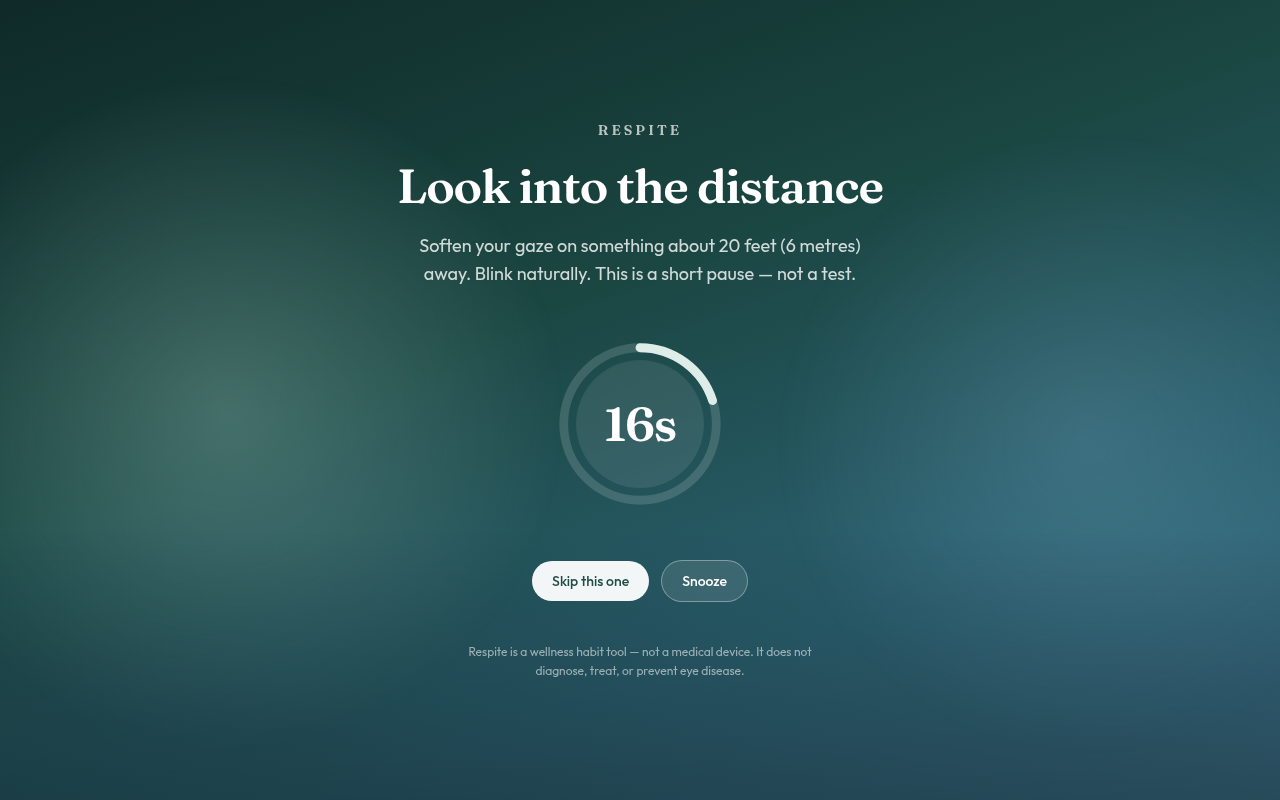 RESPITE
Look into the distance
Soften your gaze on something about 20 feet (6 metres)
away. Blink naturally. This is a short pause — not a test.
16s
Skip this one
Snooze
Respite is a wellness habit tool — not a medical device. It does not
diagnose, treat, or prevent eye disease.